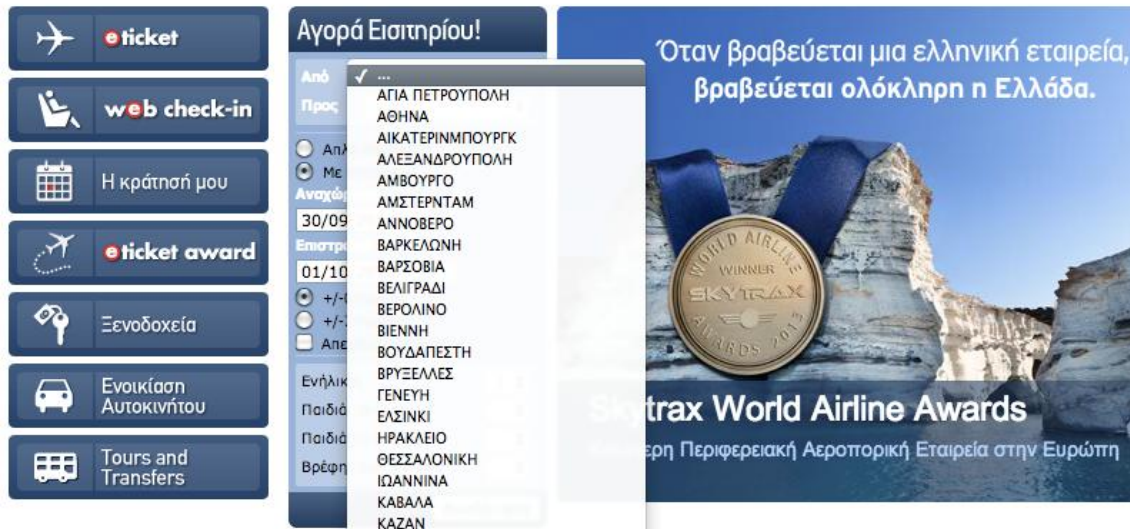 eticket
web check-in
Η κράτησή μου
eticket award
Ξενοδοχεία
Ενοικίαση
Αυτοκινήτου
Tours and
Transfers
Αγορά Εισιτηρίου!
Από
Προς
...
ΑΓΙΑ ΠΕΤΡΟΥΠΟΛΗ
ΑΘΗΝΑ
ΑΙΚΑΤΕΡΙΝΜΠΟΥΡΓΚ
ΑΛΕΞΑΝΔΡΟΥΠΟΛΗ
ΑΜΒΟΥΡΓΟ
ΑΜΣΤΕΡΝΤΑΜ
ΑΝΝΟΒΕΡΟ
ΒΑΡΚΕΛΩΝΗ
ΒΑΡΣΟΒΙΑ
ΒΕΛΙΓΡΑΔΙ
ΒΕΡΟΛΙΝΟ
ΒΙΕΝΝΗ
ΒΟΥΔΑΠΕΣΤΗ
ΒΡΥΞΕΛΛΕΣ
ΓΕΝΕΥΗ
ΕΛΣΙΝΚΙ
ΗΡΑΚΛΕΙΟ
ΘΕΣΣΑΛΟΝΙΚΗ
ΙΩΑΝΝΙΝΑ
ΚΑΒΑΛΑ
ΚΑΖΑΝ
Με
30/09
01/10
Όταν βραβεύεται μια ελληνική εταιρεία,
βραβεύεται ολόκληρη η Ελλάδα.
WORLD AIRLINE
WINNER
SKYTRAX
AWARDS 2013
Skytrax World Airline Awards
Περιφερειακή Αεροπορική Εταιρεία στην Ευρώπη